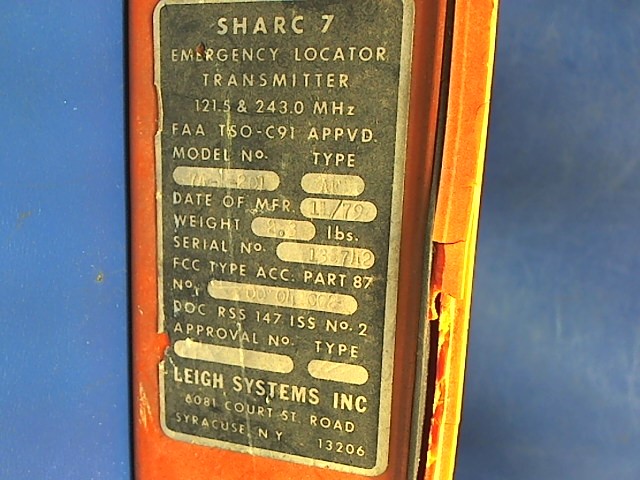 SHARC 7
EMERGENCY LOCATOR
TRANSMITTER
121.5 & 243.0 MHz
FAA TSO-C91 APPVD.
MODEL No. TYPE
DATE OF MFR. 11/79
WEIGHT lbs.
SERIAL No.
FCC TYPE ACC. PART 87
No.
DOC RSS 147 ISS No. 2
APPROVAL No. TYPE
LEIGH SYSTEMS INC
6081 COURT ST. ROAD
SYRACUSE, N Y - 13206